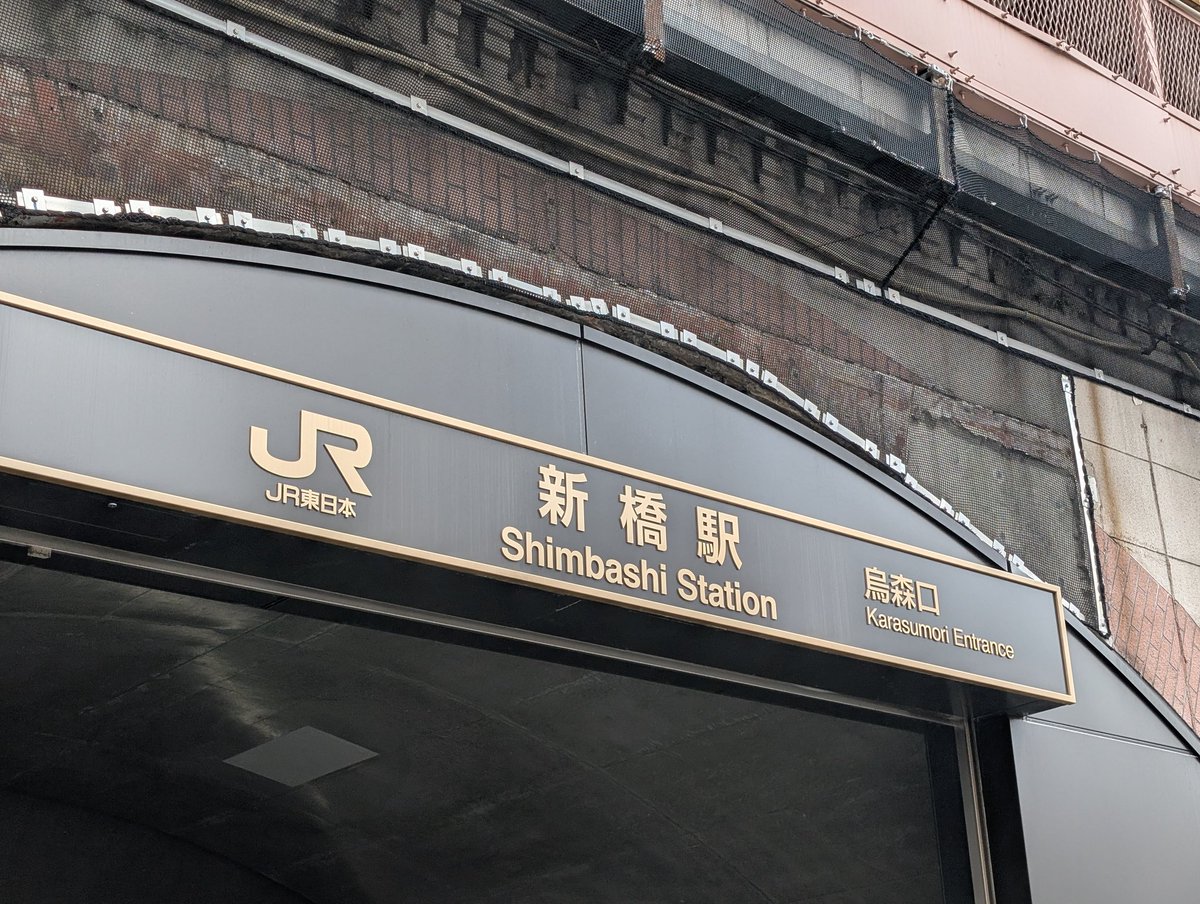 JR
JR東日本
新橋駅
Shimbashi Station
烏森口
Karasumori Entrance